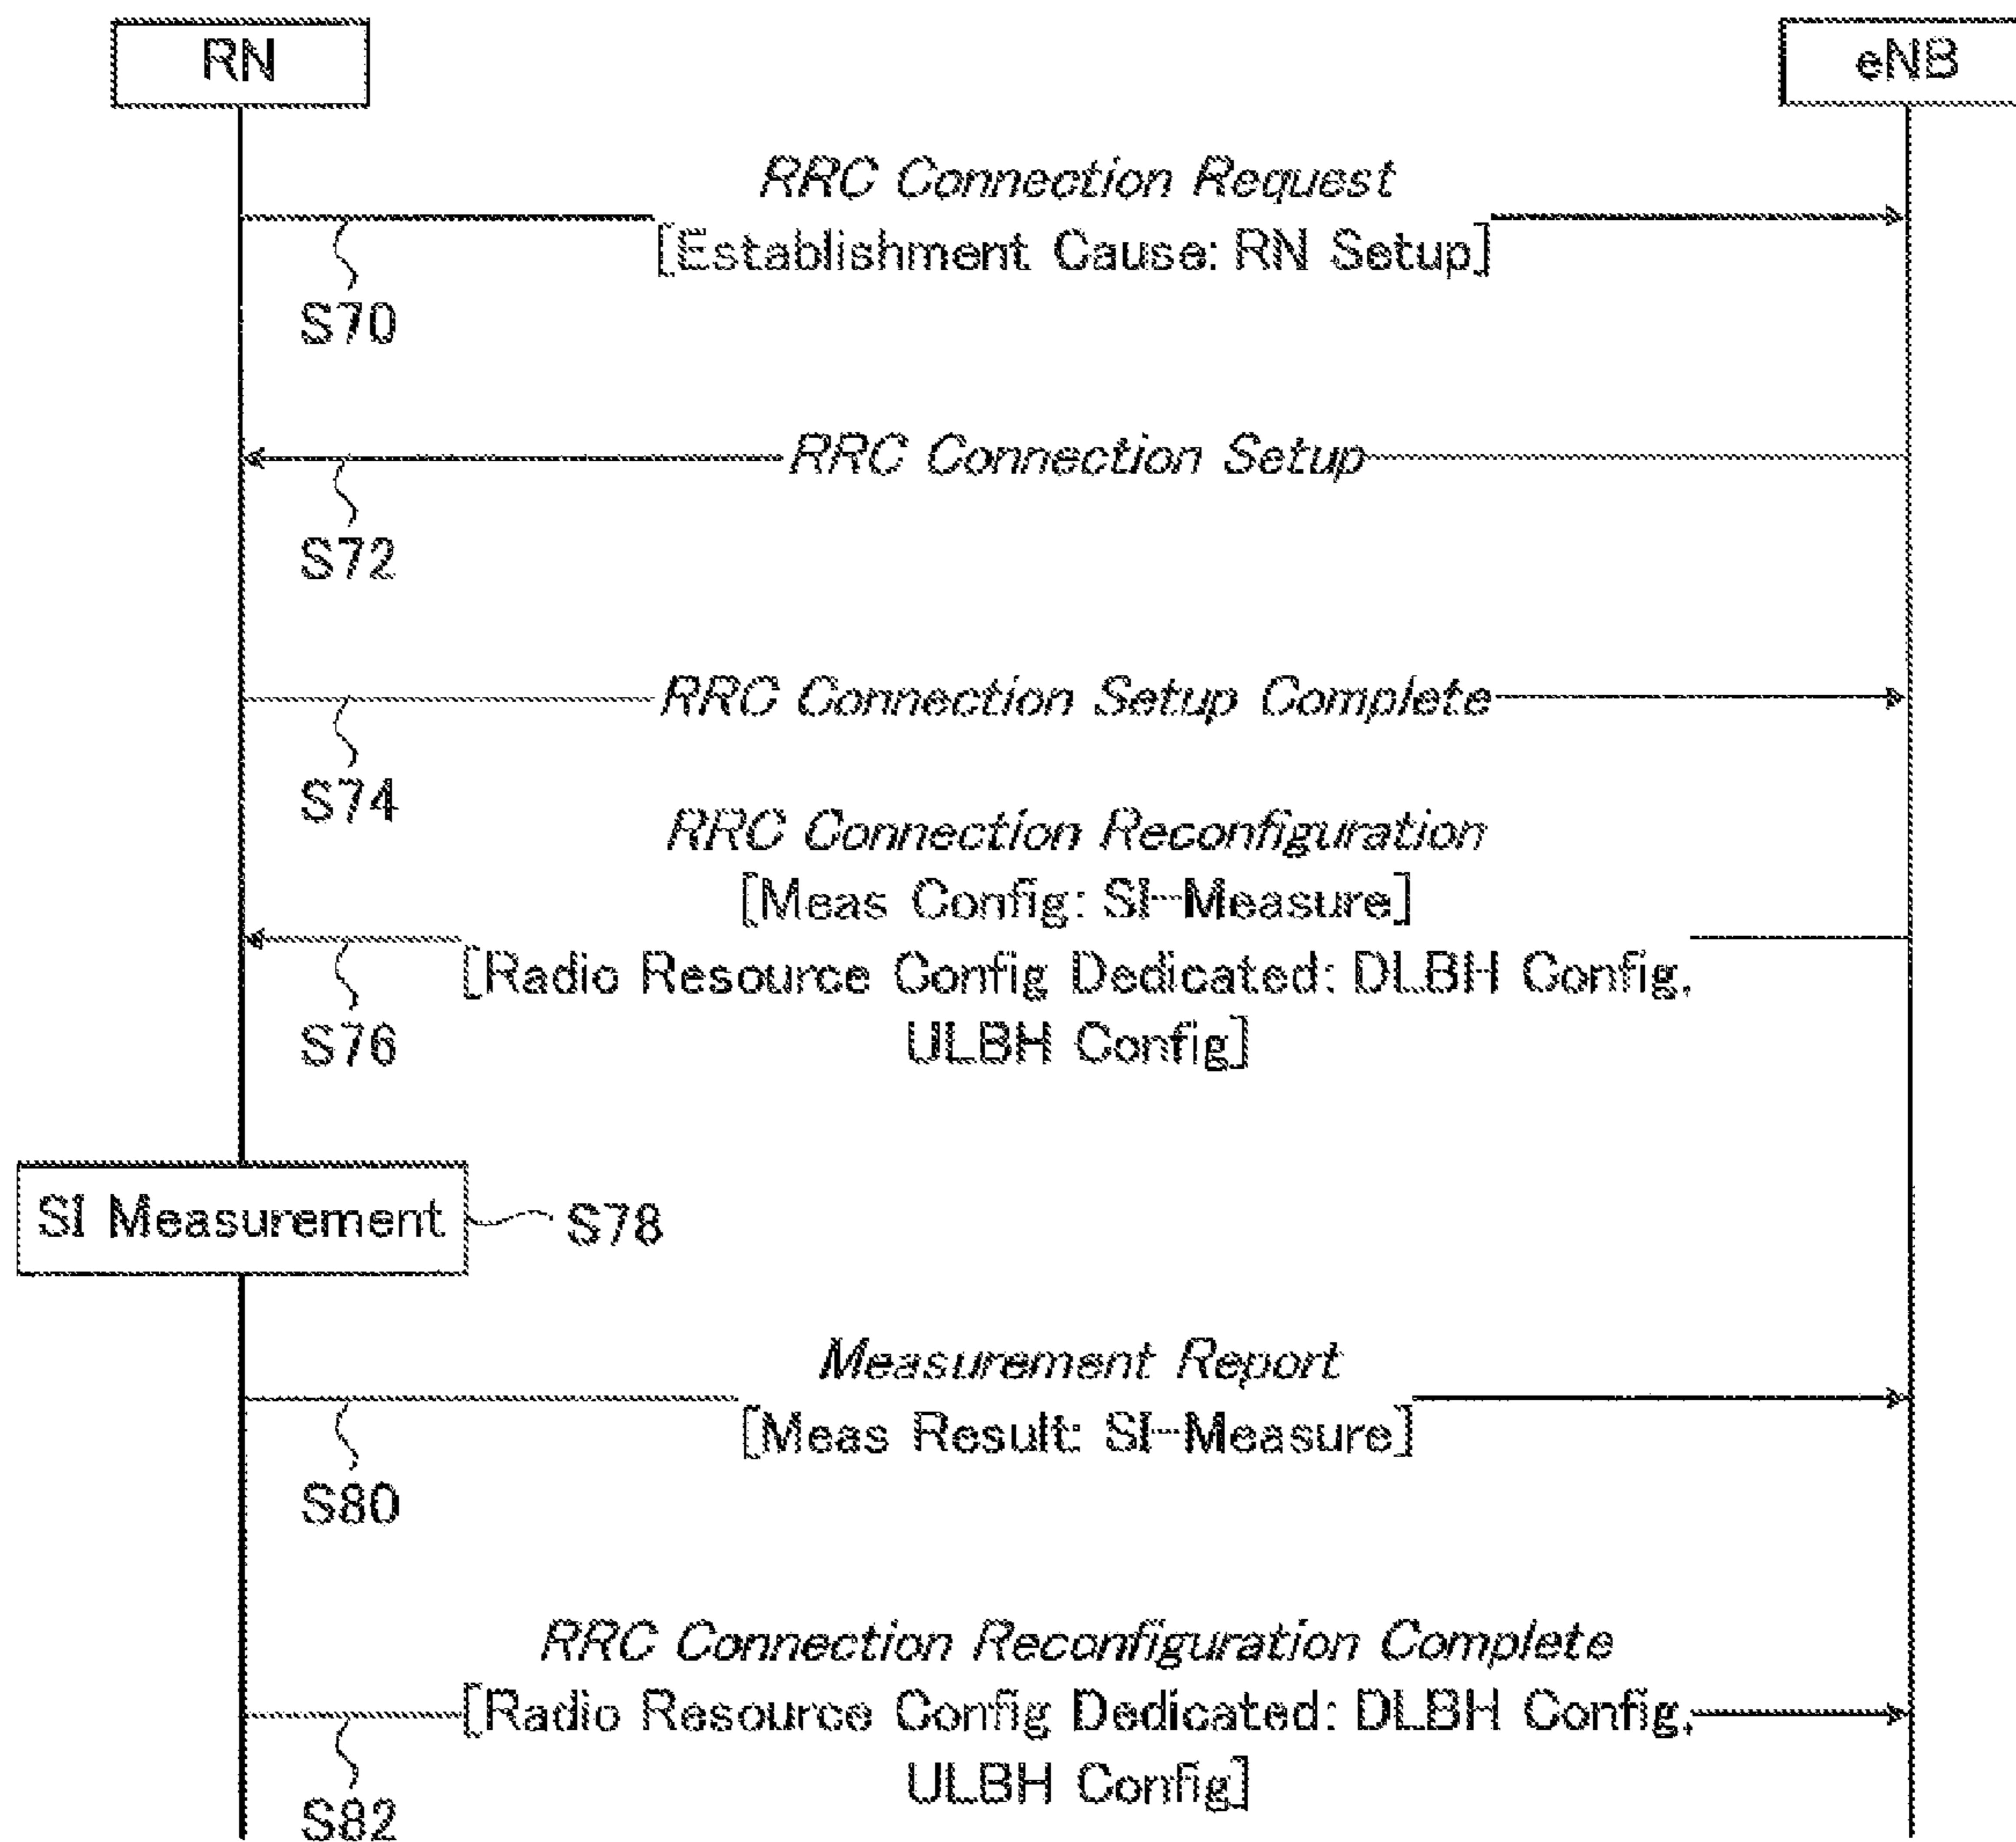 RN
eNB
RRC Connection Request
[Establishment Cause: RN Setup]
S70
RRC Connection Setup
S72
RRC Connection Setup Complete
S74
RRC Connection Reconfiguration
[Meas Config: SI-Measure]
[Radio Resource Config Dedicated: DLBH Config,
ULBH Config]
S76
SI Measurement
S78
Measurement Report
[Meas Result: SI-Measure]
S80
RRC Connection Reconfiguration Complete
[Radio Resource Config Dedicated: DLBH Config,
ULBH Config]
S82